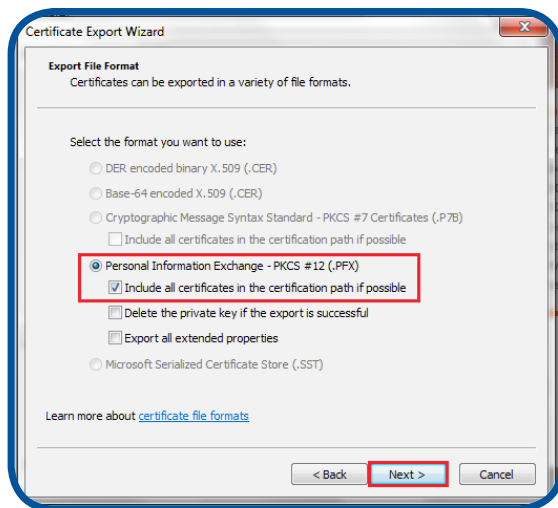 Certificate Export Wizard
x
Export File Format
Certificates can be exported in a variety of file formats.
Select the format you want to use:
DER encoded binary X.509 (.CER)
Base-64 encoded X.509 (.CER)
Cryptographic Message Syntax Standard - PKCS #7 Certificates (.P7B)
Include all certificates in the certification path if possible
Personal Information Exchange - PKCS #12 (.PFX)
Include all certificates in the certification path if possible
Delete the private key if the export is successful
Export all extended properties
Microsoft Serialized Certificate Store (.SST)
Learn more about certificate file formats
< Back Next > Cancel